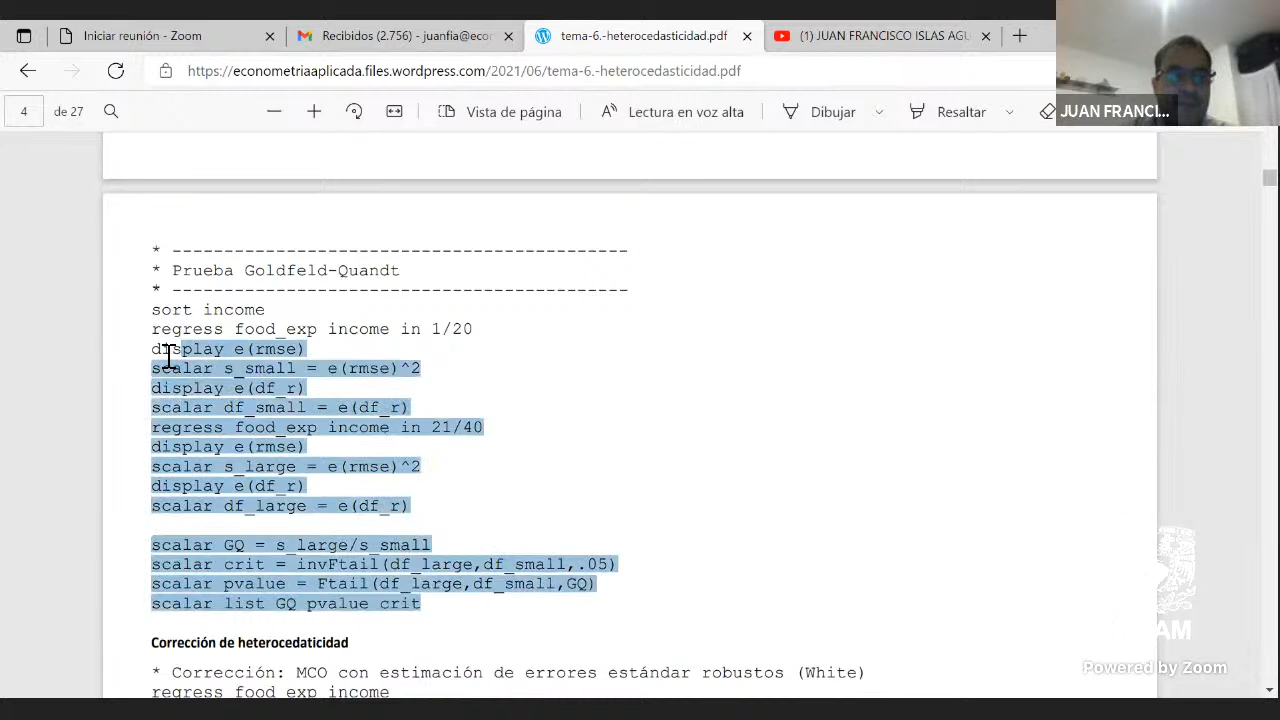 Iniciar reunión - Zoom
Recibidos (2.756) - juanfia@eco
tema-6.-heterocedasticidad.pdf
(1) JUAN FRANCISCO ISLAS AGU
https://econometriaaplicada.files.wordpress.com/2021/06/tema-6.-heterocedasticidad.pdf
4 de 27
Vista de página
Lectura en voz alta
Dibujar
Resaltar
JUAN FRANCI...
* --------------------------------------------
* Prueba Goldfeld-Quandt
* --------------------------------------------
sort income
regress food_exp income in 1/20
display e(rmse)
scalar s_small = e(rmse)^2
display e(df_r)
scalar df_small = e(df_r)
regress food_exp income in 21/40
display e(rmse)
scalar s_large = e(rmse)^2
display e(df_r)
scalar df_large = e(df_r)
scalar GQ = s_large/s_small
scalar crit = invFtail(df_large,df_small,.05)
scalar pvalue = Ftail(df_large,df_small,GQ)
scalar list GQ pvalue crit
Corrección de heterocedaticidad
* Corrección: MCO con estimación de errores estándar robustos (White)
regress food_exp income
Powered by Zoom